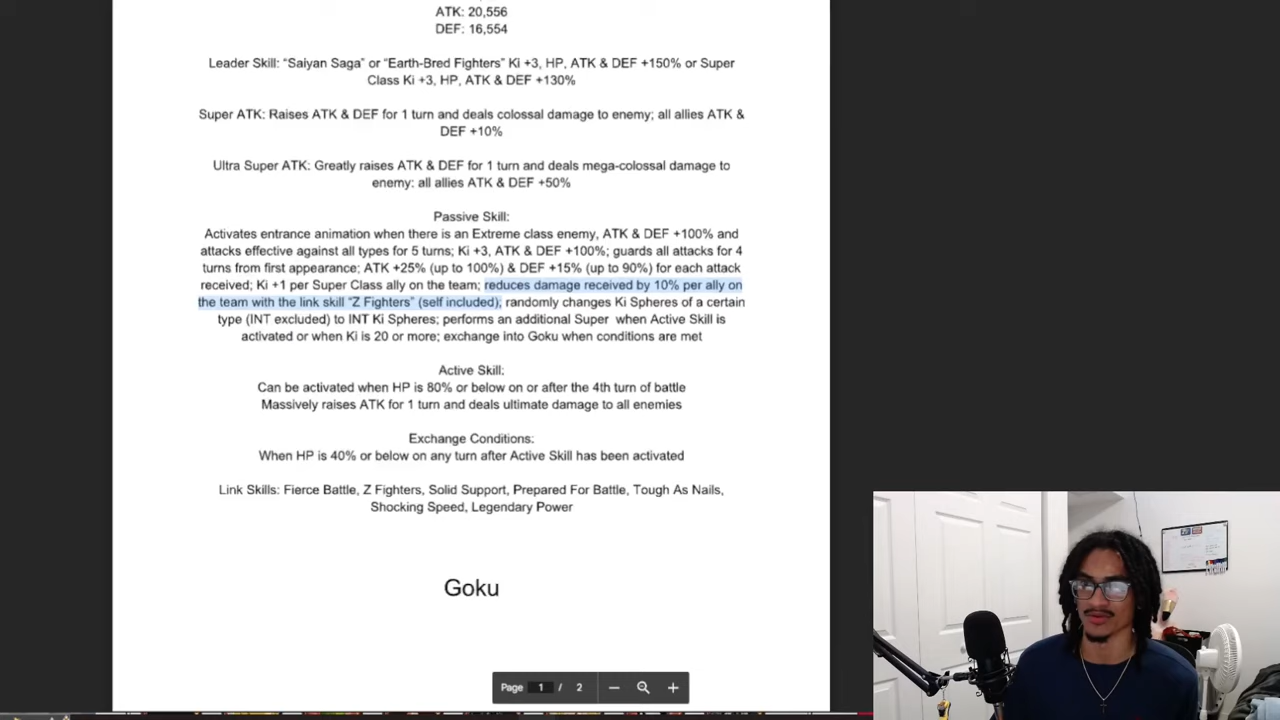 ATK: 20,556
DEF: 16,554
Leader Skill: “Saiyan Saga” or “Earth-Bred Fighters” Ki +3, HP, ATK & DEF +150% or Super
Class Ki +3, HP, ATK & DEF +130%
Super ATK: Raises ATK & DEF for 1 turn and deals colossal damage to enemy; all allies ATK &
DEF +10%
Ultra Super ATK: Greatly raises ATK & DEF for 1 turn and deals mega-colossal damage to
enemy; all allies ATK & DEF +50%
Passive Skill:
Activates entrance animation when there is an Extreme class enemy, ATK & DEF +100% and
attacks effective against all types for 5 turns; Ki +3, ATK & DEF +100%; guards all attacks for 4
turns from first appearance; ATK +25% (up to 100%) & DEF +15% (up to 90%) for each attack
received; Ki +1 per Super Class ally on the team; reduces damage received by 10% per ally on
the team with the link skill “Z Fighters” (self included); randomly changes Ki Spheres of a certain
type (INT excluded) to INT Ki Spheres; performs an additional Super when Active Skill is
activated or when Ki is 20 or more; exchange into Goku when conditions are met
Active Skill:
Can be activated when HP is 80% or below on or after the 4th turn of battle
Massively raises ATK for 1 turn and deals ultimate damage to all enemies
Exchange Conditions:
When HP is 40% or below on any turn after Active Skill has been activated
Link Skills: Fierce Battle, Z Fighters, Solid Support, Prepared For Battle, Tough As Nails,
Shocking Speed, Legendary Power
Goku
Page 1 / 2